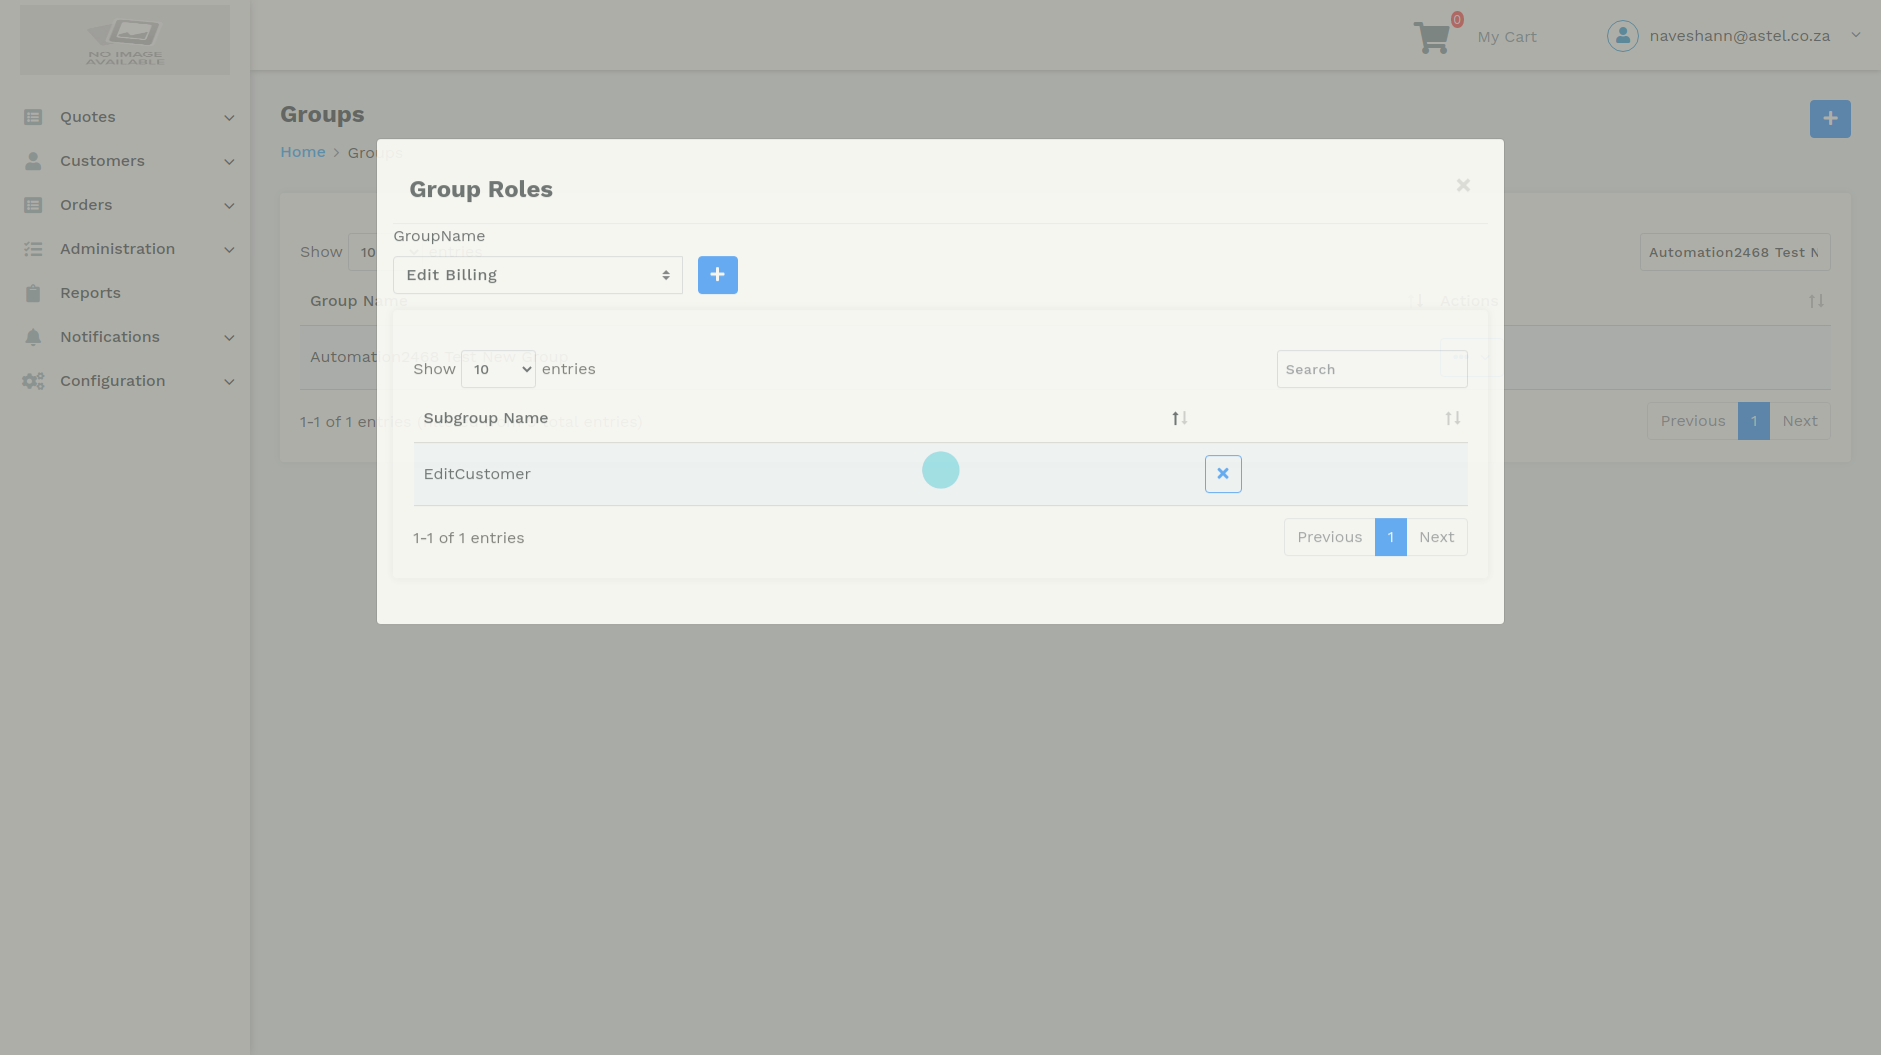 NO IMAGE
AVAILABLE
0
My Cart
naveshann@astel.co.za
Quotes
Customers
Orders
Administration
Reports
Notifications
Configuration
Groups
Home > Groups
Show 10 entries
Automation2468 Test N
Group Name
Actions
Automation2468 Test New Group
1-1 of 1 entries
total entries)
Previous 1 Next
Group Roles
GroupName
Edit Billing
Show 10 entries
Search
Subgroup Name
EditCustomer
1-1 of 1 entries
Previous 1 Next